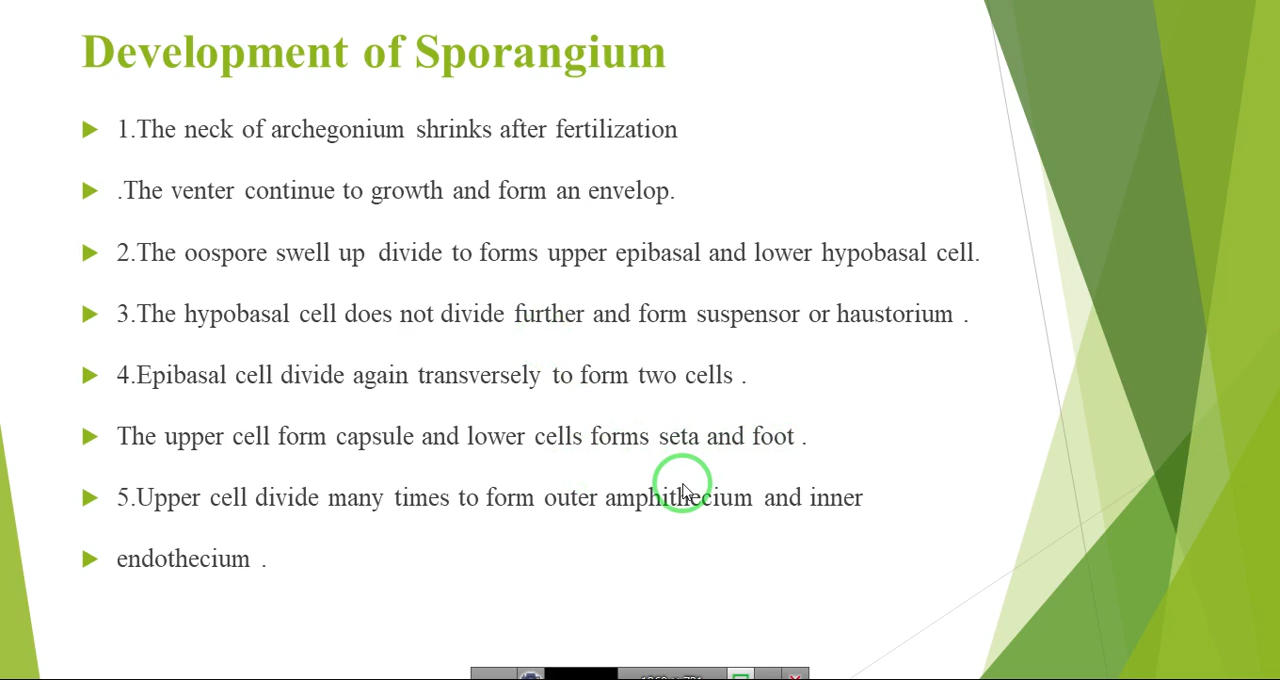 Development of Sporangium
1.The neck of archegonium shrinks after fertilization
.The venter continue to growth and form an envelop.
2.The oospore swell up divide to forms upper epibasal and lower hypobasal cell.
3.The hypobasal cell does not divide further and form suspensor or haustorium .
4.Epibasal cell divide again transversely to form two cells .
The upper cell form capsule and lower cells forms seta and foot .
5.Upper cell divide many times to form outer amphithecium and inner
endothecium .